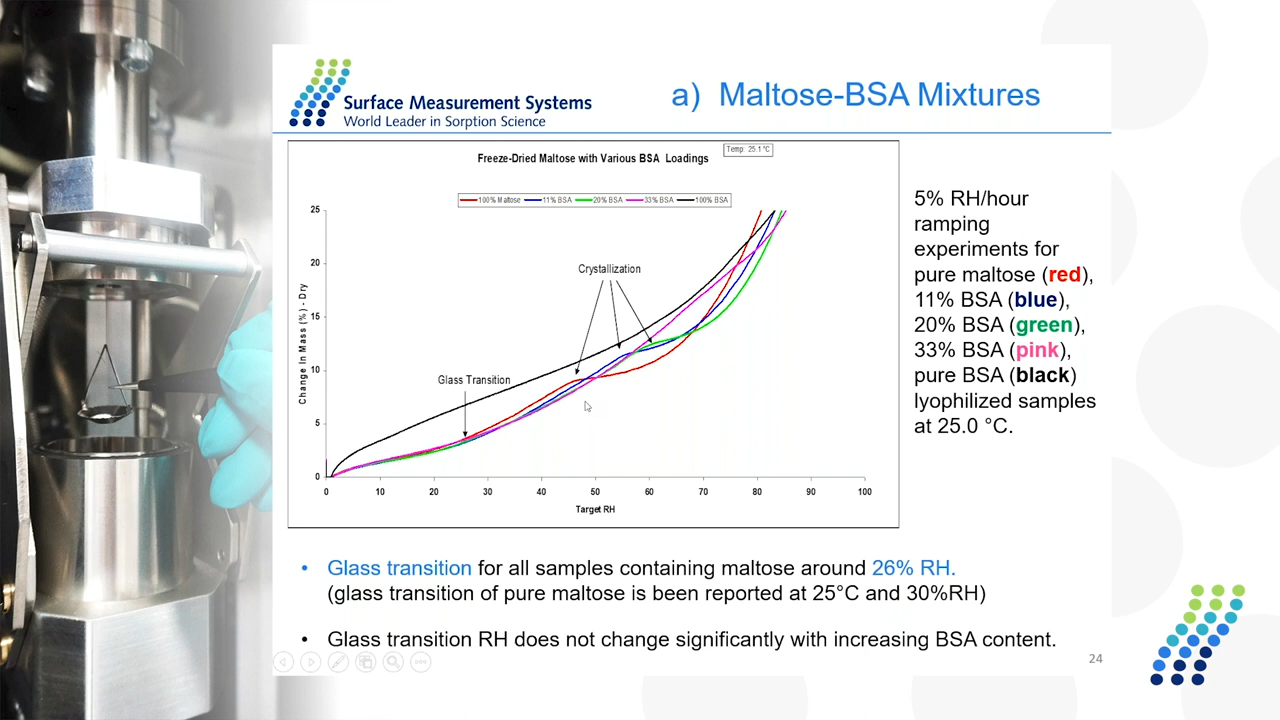 Surface Measurement Systems
World Leader in Sorption Science
a) Maltose-BSA Mixtures
Freeze-Dried Maltose with Various BSA Loadings
Temp: 25.1 °C
100% Maltose 11% BSA 20% BSA 33% BSA 100% BSA
Change In Mass (%) - Dry
25
20
15
10
5
0
Crystallization
Glass Transition
0 10 20 30 40 50 60 70 80 90 100
Target RH
5% RH/hour
ramping
experiments for
pure maltose (red),
11% BSA (blue),
20% BSA (green),
33% BSA (pink),
pure BSA (black)
lyophilized samples
at 25.0 °C.
• Glass transition for all samples containing maltose around 26% RH.
(glass transition of pure maltose is been reported at 25°C and 30%RH)
• Glass transition RH does not change significantly with increasing BSA content.
24